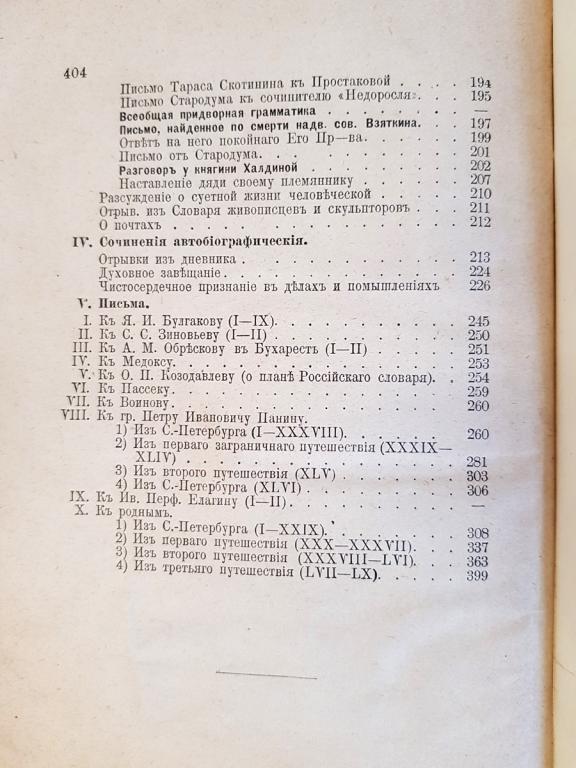 404
Письмо Тараса Скотинина къ Простаковой . . . . 194
Письмо Стародума къ сочинителю «Недоросля». . . 195
Всеобщая придворная грамматика . . . . . . . —
Письмо, найденное по смерти надв. сов. Взяткина. . . 197
Отвѣтъ на него покойнаго Его Пр—ва. . . . . . 199
Письмо отъ Стародума. . . . . . . . . . 201
Разговоръ у княгини Халдиной . . . . . . . . 202
Наставленіе дяди своему племяннику . . . . . . 207
Разсужденіе о суетной жизни человѣческой . . . . . 210
Отрыв. изъ Словаря живописцевъ и скульпторовъ . . . 211
О почтахъ . . . . . . . . . . . . . 212
IV. Сочиненія автобіографическія.
Отрывки изъ дневника . . . . . . . . . . 213
Духовное завѣщаніе . . . . . . . . . . . 224
Чистосердечное признаніе въ дѣлахъ и помышленіяхъ 226
V. Письма.
I. Къ Я. И. Булгакову (I—IX). . . . . . . . . 245
II. Къ С. С. Зиновьеву (I—II) . . . . . . . . . 250
III. Къ А. М. Обрѣскову въ Бухарестъ (I—II) . . . . . 251
IV. Къ Медоксу . . . . . . . . . . . . . 253
V. Къ О. П. Козодавлеву (о планѣ Россійскаго словаря). . 254
VI. Къ Пассеку . . . . . . . . . . . . . 259
VII. Къ Воинову. . . . . . . . . . . . . 260
VIII. Къ гр. Петру Ивановичу Панину.
1) Изъ С.-Петербурга (I—XXXVIII). . . . . . . 260
2) Изъ перваго заграничнаго путешествія (XXXIX—
XLIV) . . . . . . . . . . . . . 281
3) Изъ второго путешествія (XLV) . . . . . . . 303
4) Изъ С.-Петербурга (XLVI) . . . . . . . . 306
IX. Къ Ив. Перф. Елагину (I—II). . . . . . . . . —
X. Къ роднымъ.
1) Изъ С.-Петербурга (I—XXIX). . . . . . . . 308
2) Изъ перваго путешествія (XXX—XXXVII). . . . 337
3) Изъ второго путешествія (XXXVIII—LVI). . . . 363
4) Изъ третьяго путешествія (LVII—LX). . . . . . 399